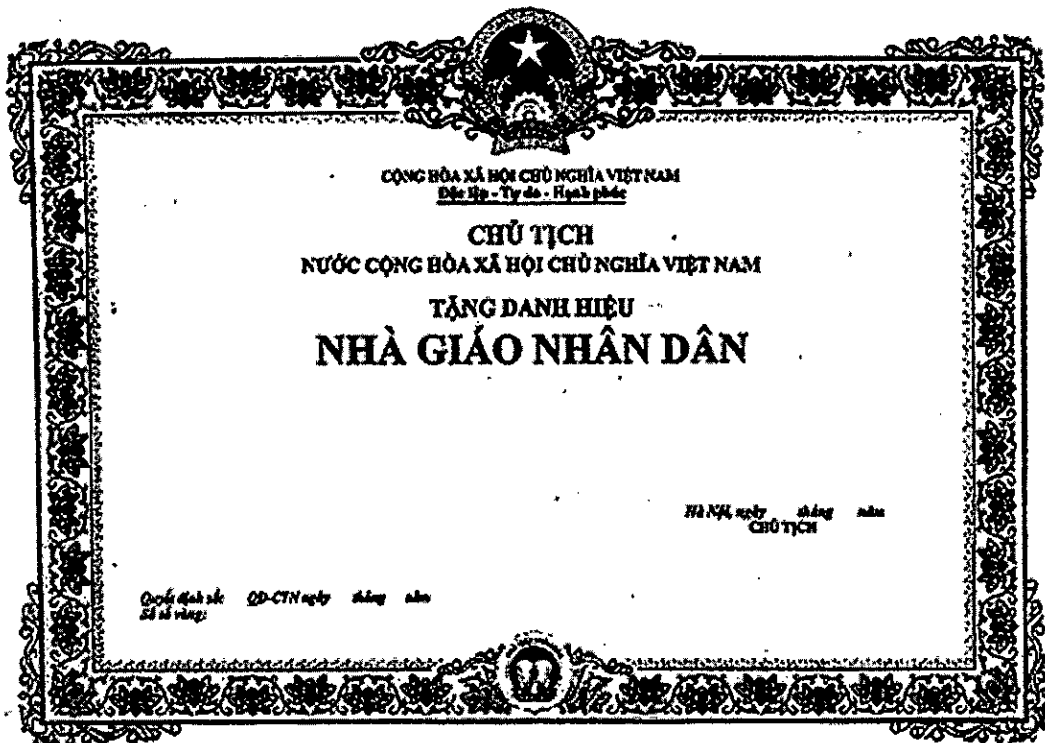 CỘNG HÒA XÃ HỘI CHỦ NGHĨA VIỆT NAM
Độc lập - Tự do - Hạnh phúc
CHỦ TỊCH
NƯỚC CỘNG HÒA XÃ HỘI CHỦ NGHĨA VIỆT NAM
TẶNG DANH HIỆU
NHÀ GIÁO NHÂN DÂN
Hà Nội, ngày tháng năm
CHỦ TỊCH
Quyết định số: QĐ-CTN ngày tháng năm
Số sổ vàng: